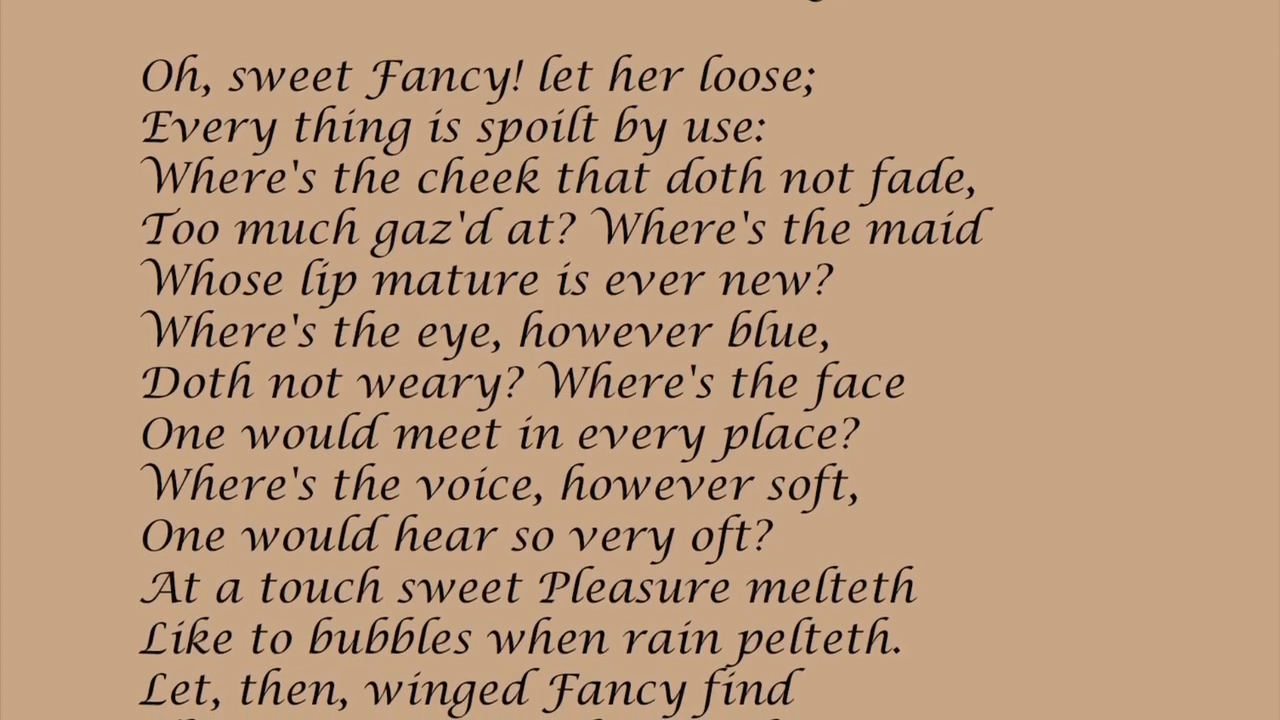 Oh, sweet Fancy! let her loose;
Every thing is spoilt by use:
Where's the cheek that doth not fade,
Too much gaz'd at? Where's the maid
Whose lip mature is ever new?
Where's the eye, however blue,
Doth not weary? Where's the face
One would meet in every place?
Where's the voice, however soft,
One would hear so very oft?
At a touch sweet Pleasure melteth
Like to bubbles when rain pelteth.
Let, then, winged Fancy find